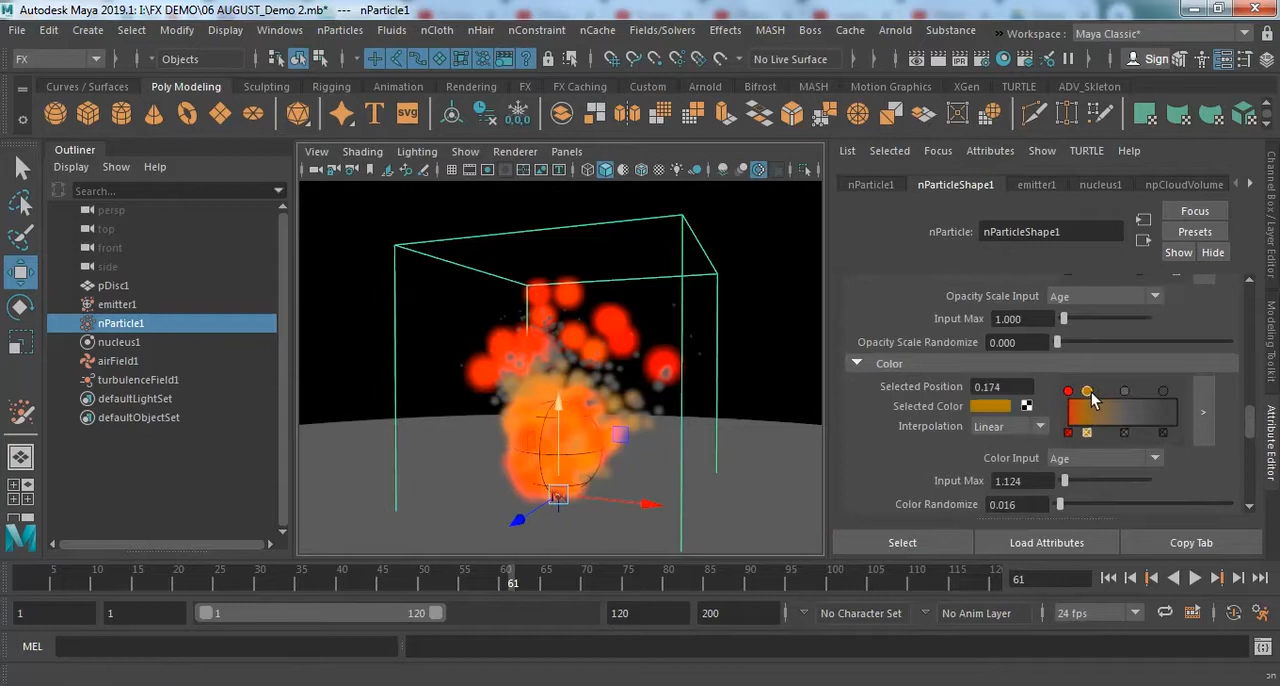 Autodesk Maya 2019.1: I:\FX DEMO\06 AUGUST_Demo 2.mb* --- nParticle1
File Edit Create Select Modify Display Windows nParticles Fluids nCloth nHair nConstraint nCache Fields/Solvers Effects MASH Boss Cache Arnold Substance » Workspace : Maya Classic*
FX Objects No Live Surface Sign
Curves / Surfaces Poly Modeling Sculpting Rigging Animation Rendering FX FX Caching Custom Arnold Bifrost MASH Motion Graphics XGen TURTLE ADV_Skeleton
Outliner
Display Show Help
Search...
persp
top
front
side
pDisc1
emitter1
nParticle1
nucleus1
airField1
turbulenceField1
defaultLightSet
defaultObjectSet
View Shading Lighting Show Renderer Panels
List Selected Focus Attributes Show TURTLE Help
nParticle1 nParticleShape1 emitter1 nucleus1 npCloudVolume
nParticle: nParticleShape1
Focus
Presets
Show Hide
Opacity Scale Input Age
Input Max 1.000
Opacity Scale Randomize 0.000
Color
Selected Position 0.174
Selected Color
Interpolation Linear
Color Input Age
Input Max 1.124
Color Randomize 0.016
Select Load Attributes Copy Tab
Channel Box / Layer Editor
Modeling Toolkit
Attribute Editor
5 10 15 20 25 30 35 40 45 50 55 61 65 70 75 80 85 90 95 100 105 110 115 120
61
1 1 1 120 120 200 No Character Set No Anim Layer 24 fps
MEL